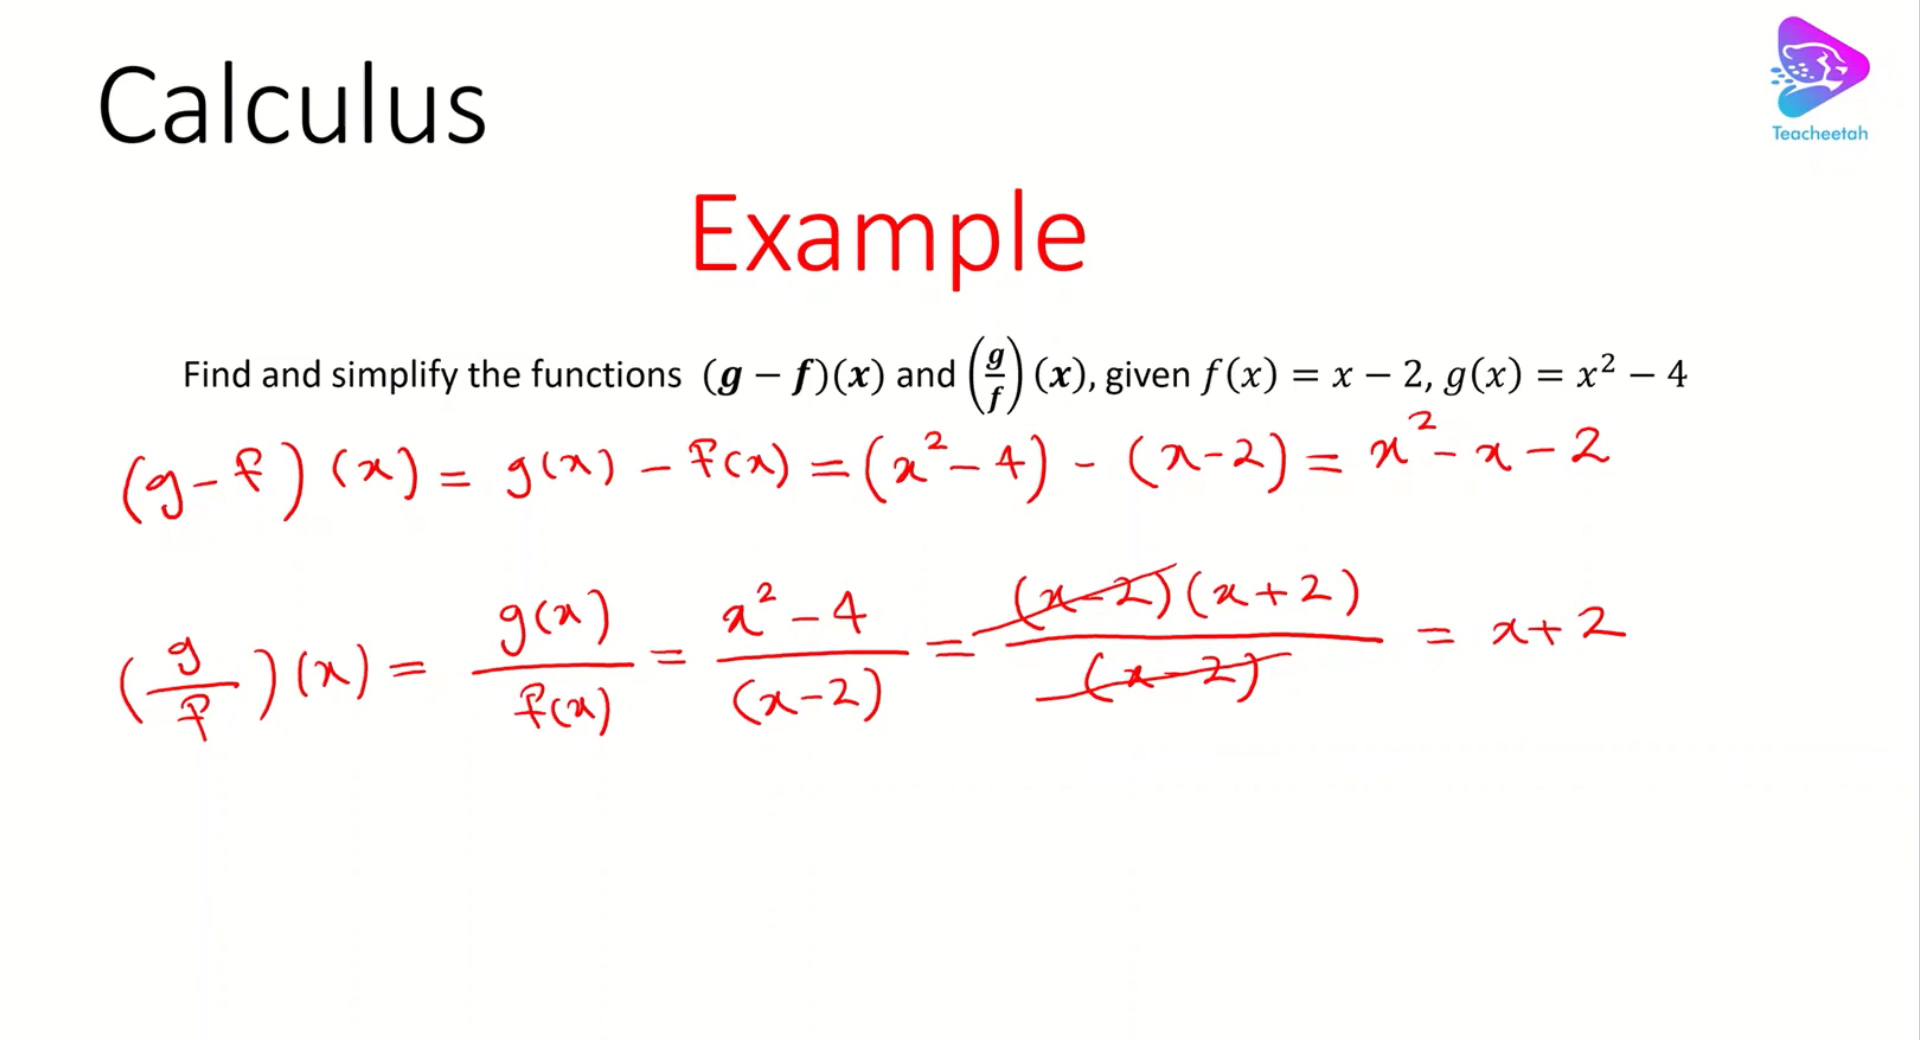 Calculus
Teacheetah
Example
Find and simplify the functions (g − f)(x) and (g/f)(x), given f(x) = x − 2, g(x) = x² − 4
(g-f)(x) = g(x) - f(x) = (x²-4) - (x-2) = x²-x-2
(g/f)(x) = g(x)/f(x) = x²-4/(x-2) = (x-2)(x+2)/(x-2) = x+2